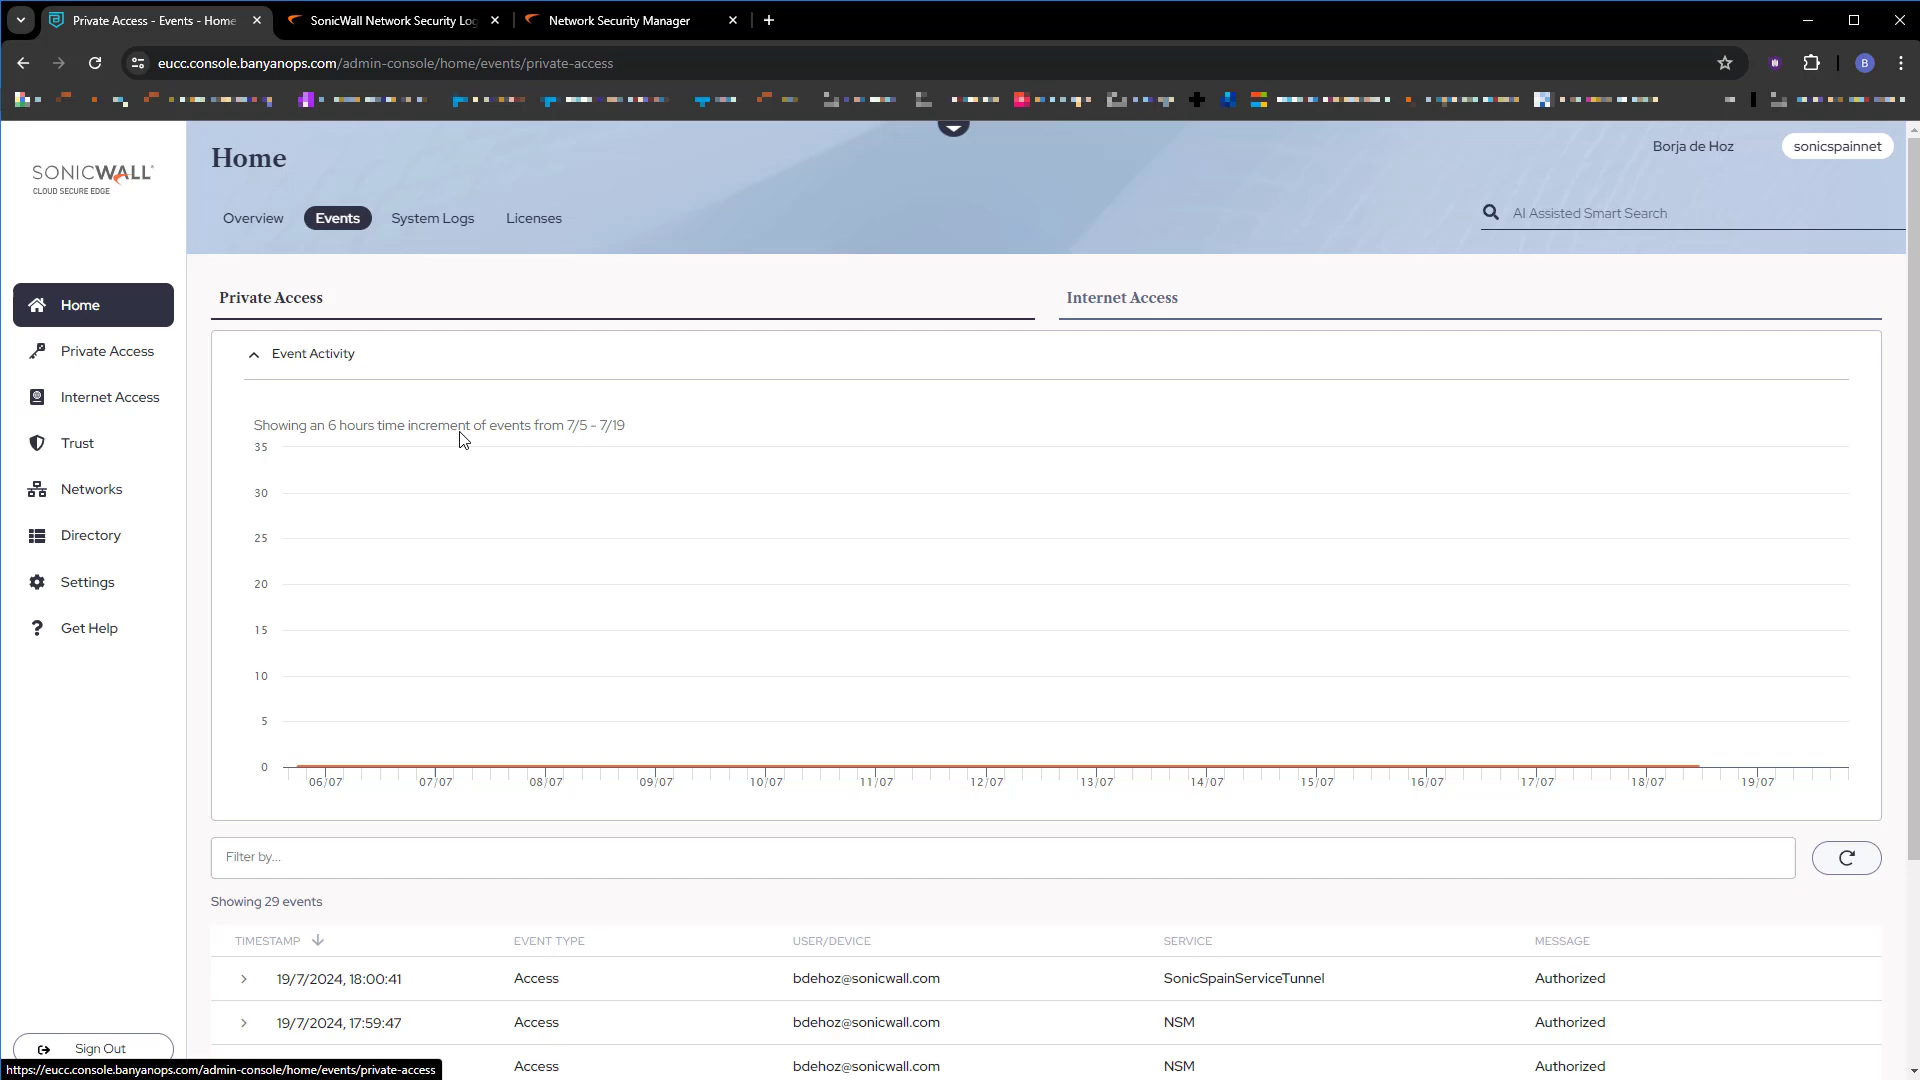 Private Access - Events - Home
SonicWall Network Security Log
Network Security Manager
eucc.console.banyanops.com/admin-console/home/events/private-access
B
SONICWALL
CLOUD SECURE EDGE
Home
Borja de Hoz
sonicspainnet
Overview
Events
System Logs
Licenses
AI Assisted Smart Search
Home
Private Access
Internet Access
Trust
Networks
Directory
Settings
Get Help
Sign Out
Private Access
Internet Access
Event Activity
Showing an 6 hours time increment of events from 7/5 - 7/19
35
30
25
20
15
10
5
0
06/07 07/07 08/07 09/07 10/07 11/07 12/07 13/07 14/07 15/07 16/07 17/07 18/07 19/07
Filter by...
Showing 29 events
TIMESTAMP EVENT TYPE USER/DEVICE SERVICE MESSAGE
19/7/2024, 18:00:41 Access bdehoz@sonicwall.com SonicSpainServiceTunnel Authorized
19/7/2024, 17:59:47 Access bdehoz@sonicwall.com NSM Authorized
Access bdehoz@sonicwall.com NSM Authorized
https://eucc.console.banyanops.com/admin-console/home/events/private-access